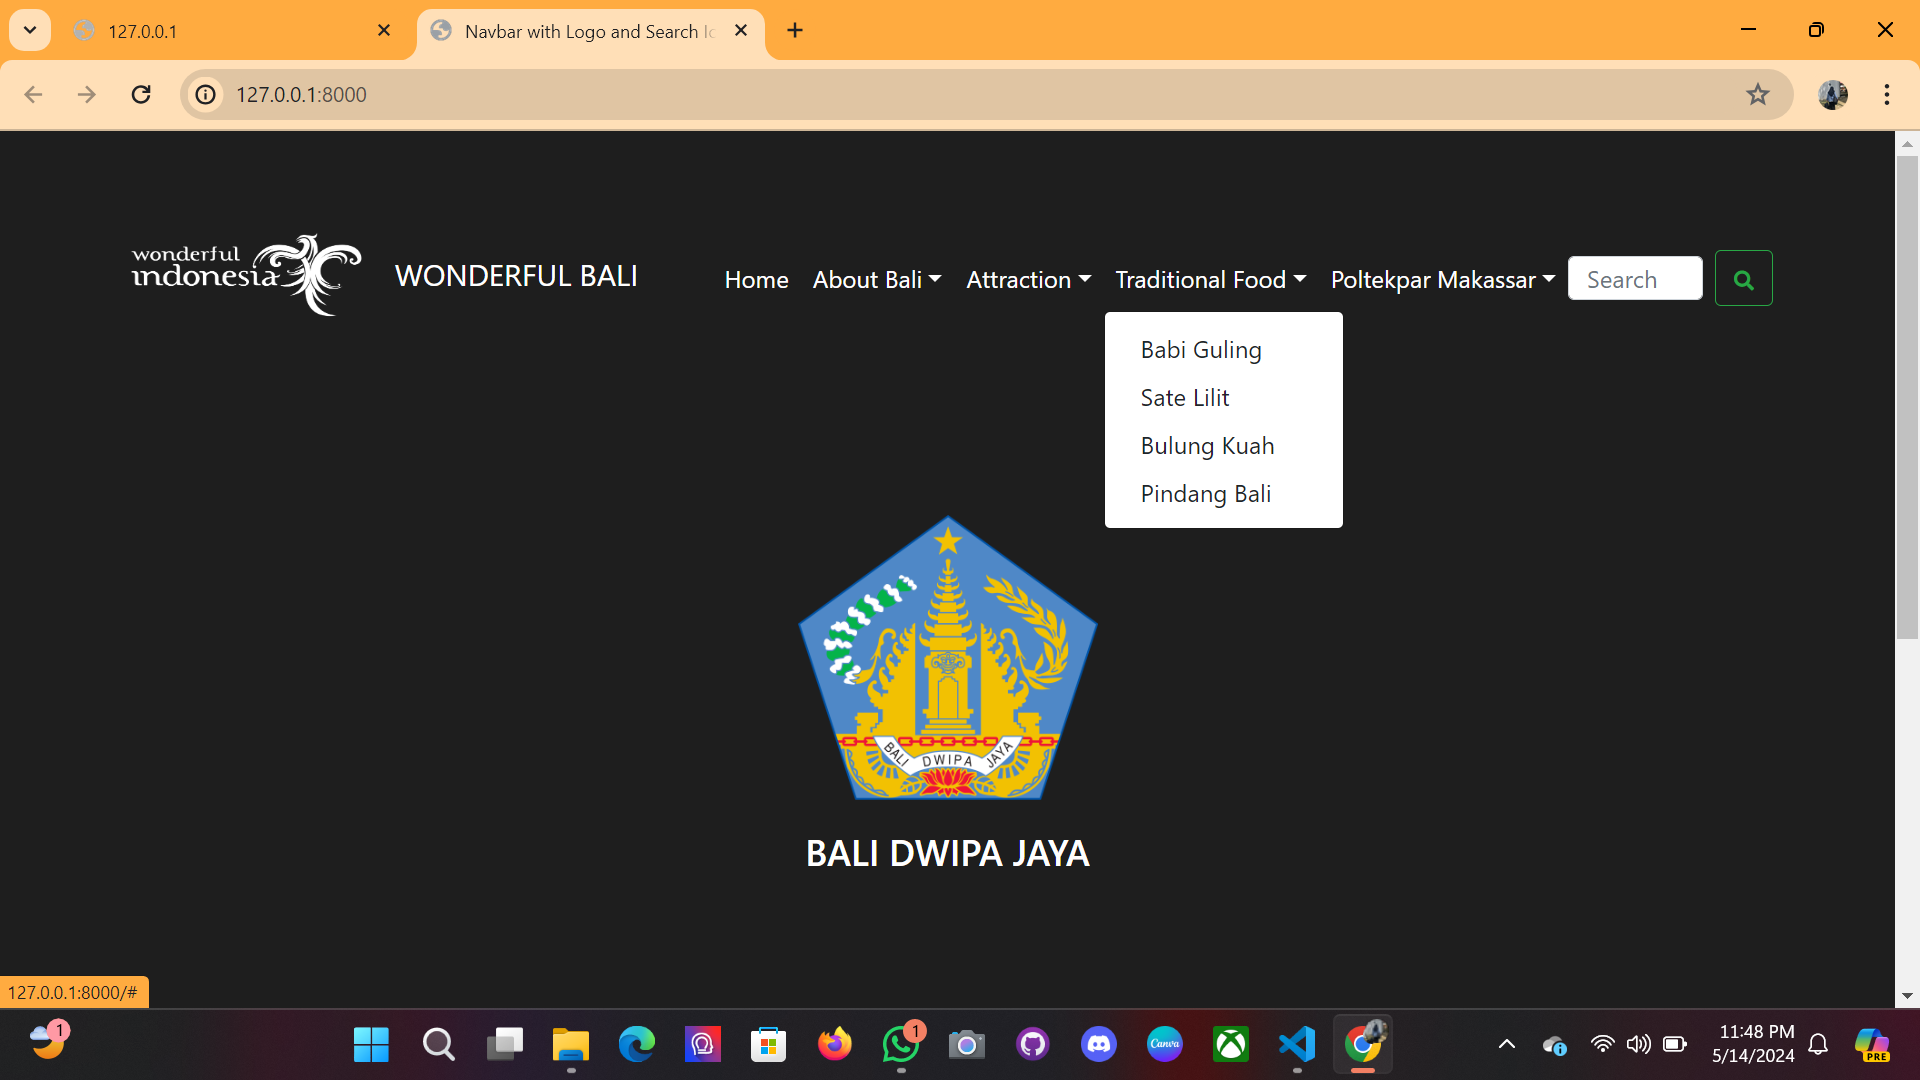 127.0.0.1
Navbar with Logo and Search Ic
127.0.0.1:8000
wonderful
indonesia
WONDERFUL BALI
Home
About Bali
Attraction
Traditional Food
Poltekpar Makassar
Search
Babi Guling
Sate Lilit
Bulung Kuah
Pindang Bali
BALI DWIPA JAYA
BALI DWIPA JAYA
127.0.0.1:8000/#
1
Canva
1
11:48 PM
5/14/2024
PRE